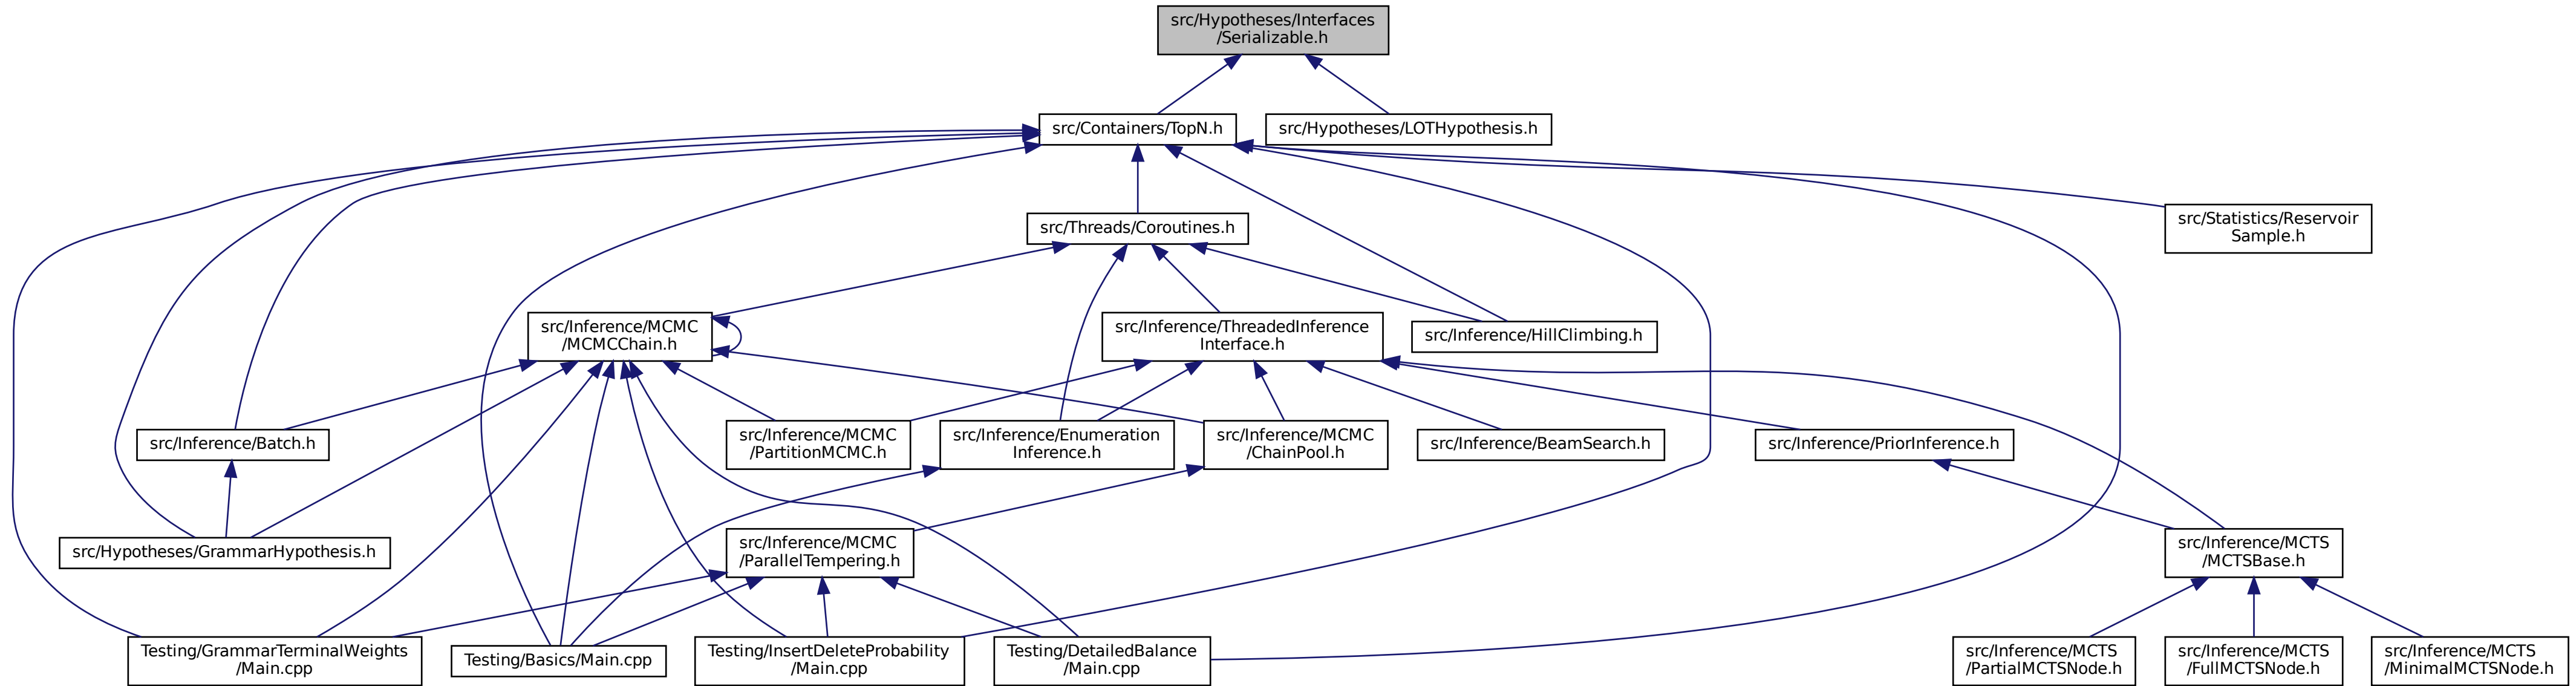 src/Hypotheses/Interfaces
/Serializable.h
src/Containers/TopN.h
src/Hypotheses/LOTHypothesis.h
src/Threads/Coroutines.h
src/Statistics/Reservoir
Sample.h
src/Inference/MCMC
/MCMCChain.h
src/Inference/ThreadedInference
Interface.h
src/Inference/HillClimbing.h
src/Inference/Batch.h
src/Inference/MCMC
/PartitionMCMC.h
src/Inference/Enumeration
Inference.h
src/Inference/MCMC
/ChainPool.h
src/Inference/BeamSearch.h
src/Inference/PriorInference.h
src/Hypotheses/GrammarHypothesis.h
src/Inference/MCMC
/ParallelTempering.h
src/Inference/MCTS
/MCTSBase.h
Testing/GrammarTerminalWeights
/Main.cpp
Testing/Basics/Main.cpp
Testing/InsertDeleteProbability
/Main.cpp
Testing/DetailedBalance
/Main.cpp
src/Inference/MCTS
/PartialMCTSNode.h
src/Inference/MCTS
/FullMCTSNode.h
src/Inference/MCTS
/MinimalMCTSNode.h